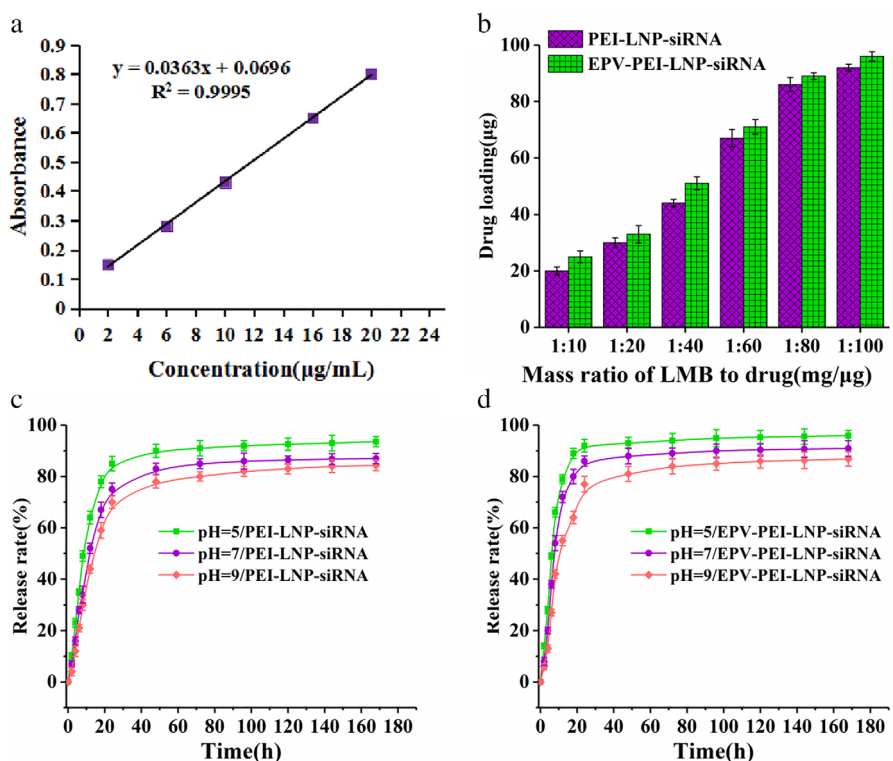 a
y = 0.0363x + 0.0696
R² = 0.9995
0.9
0.8
0.7
0.6
0.5
0.4
0.3
0.2
0.1
0
Absorbance
0 2 4 6 8 10 12 14 16 18 20 22 24
Concentration(μg/mL)
b
PEI-LNP-siRNA
EPV-PEI-LNP-siRNA
100
80
60
40
20
0
Drug loading(μg)
1:10 1:20 1:40 1:60 1:80 1:100
Mass ratio of LMB to drug(mg/μg)
c
100
80
60
40
20
0
Release rate(%)
pH=5/PEI-LNP-siRNA
pH=7/PEI-LNP-siRNA
pH=9/PEI-LNP-siRNA
0 20 40 60 80 100 120 140 160 180
Time(h)
d
100
80
60
40
20
0
Release rate(%)
pH=5/EPV-PEI-LNP-siRNA
pH=7/EPV-PEI-LNP-siRNA
pH=9/EPV-PEI-LNP-siRNA
0 20 40 60 80 100 120 140 160 180
Time(h)